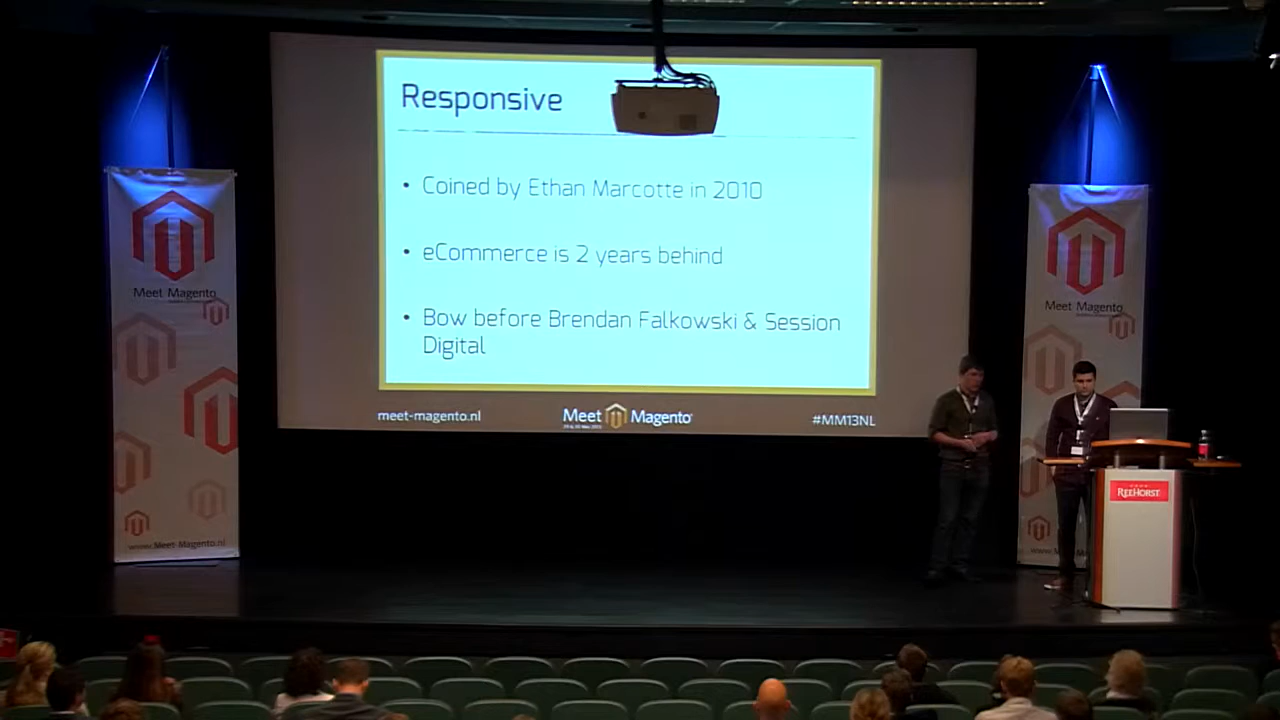 Responsive
• Coined by Ethan Marcotte in 2010
• eCommerce is 2 years behind
• Bow before Brendan Falkowski & Session
Digital
meet-magento.nl
Meet Magento
#MM13NL
Meet Magento
www.Meet-Magento.nl
Meet Magento
www.M
REEHORST